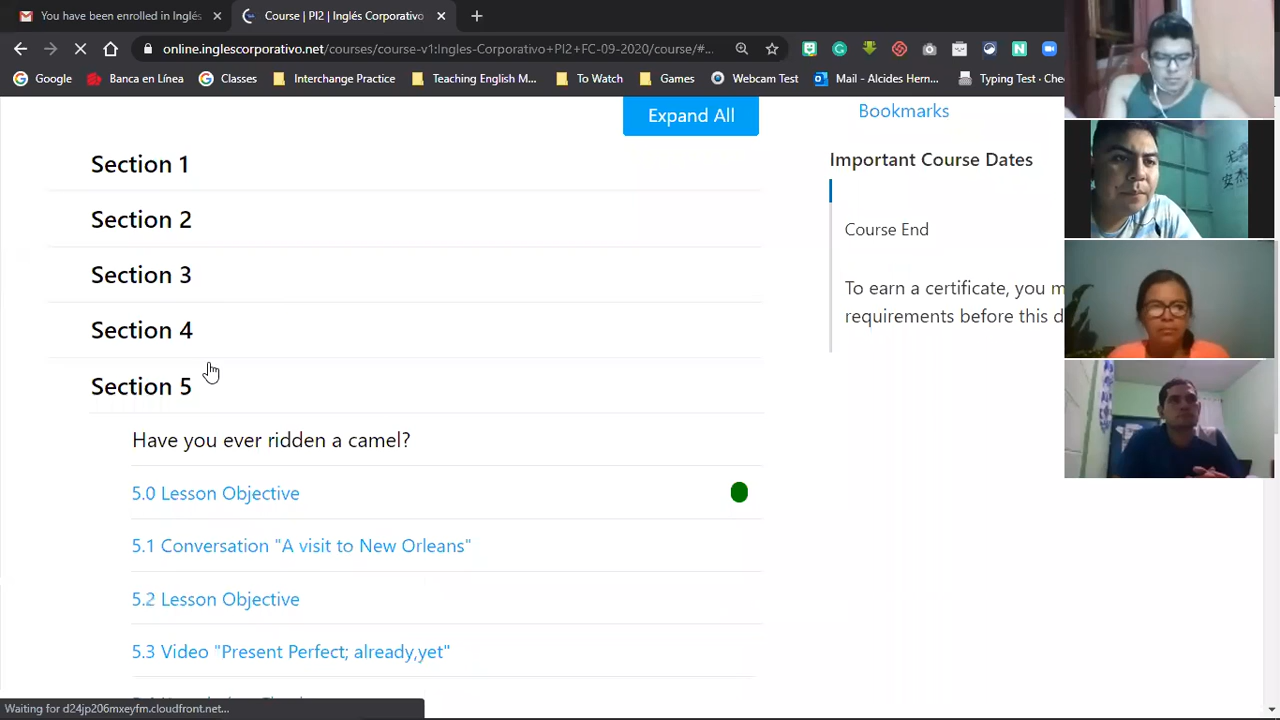 You have been enrolled in Inglés
Course | PI2 | Inglés Corporativo
online.inglescorporativo.net/courses/course-v1:Ingles-Corporativo+PI2+FC-09-2020/course/#...
Google
Banca en Línea
Classes
Interchange Practice
Teaching English M...
To Watch
Games
Webcam Test
Mail - Alcides Hern...
Typing Test - Che
Expand All
Bookmarks
Section 1
Important Course Dates
Section 2
Course End
Section 3
To earn a certificate, you m
requirements before this d
Section 4
Section 5
Have you ever ridden a camel?
5.0 Lesson Objective
5.1 Conversation "A visit to New Orleans"
5.2 Lesson Objective
5.3 Video "Present Perfect; already,yet"
Waiting for d24jp206mxeyfm.cloudfront.net...